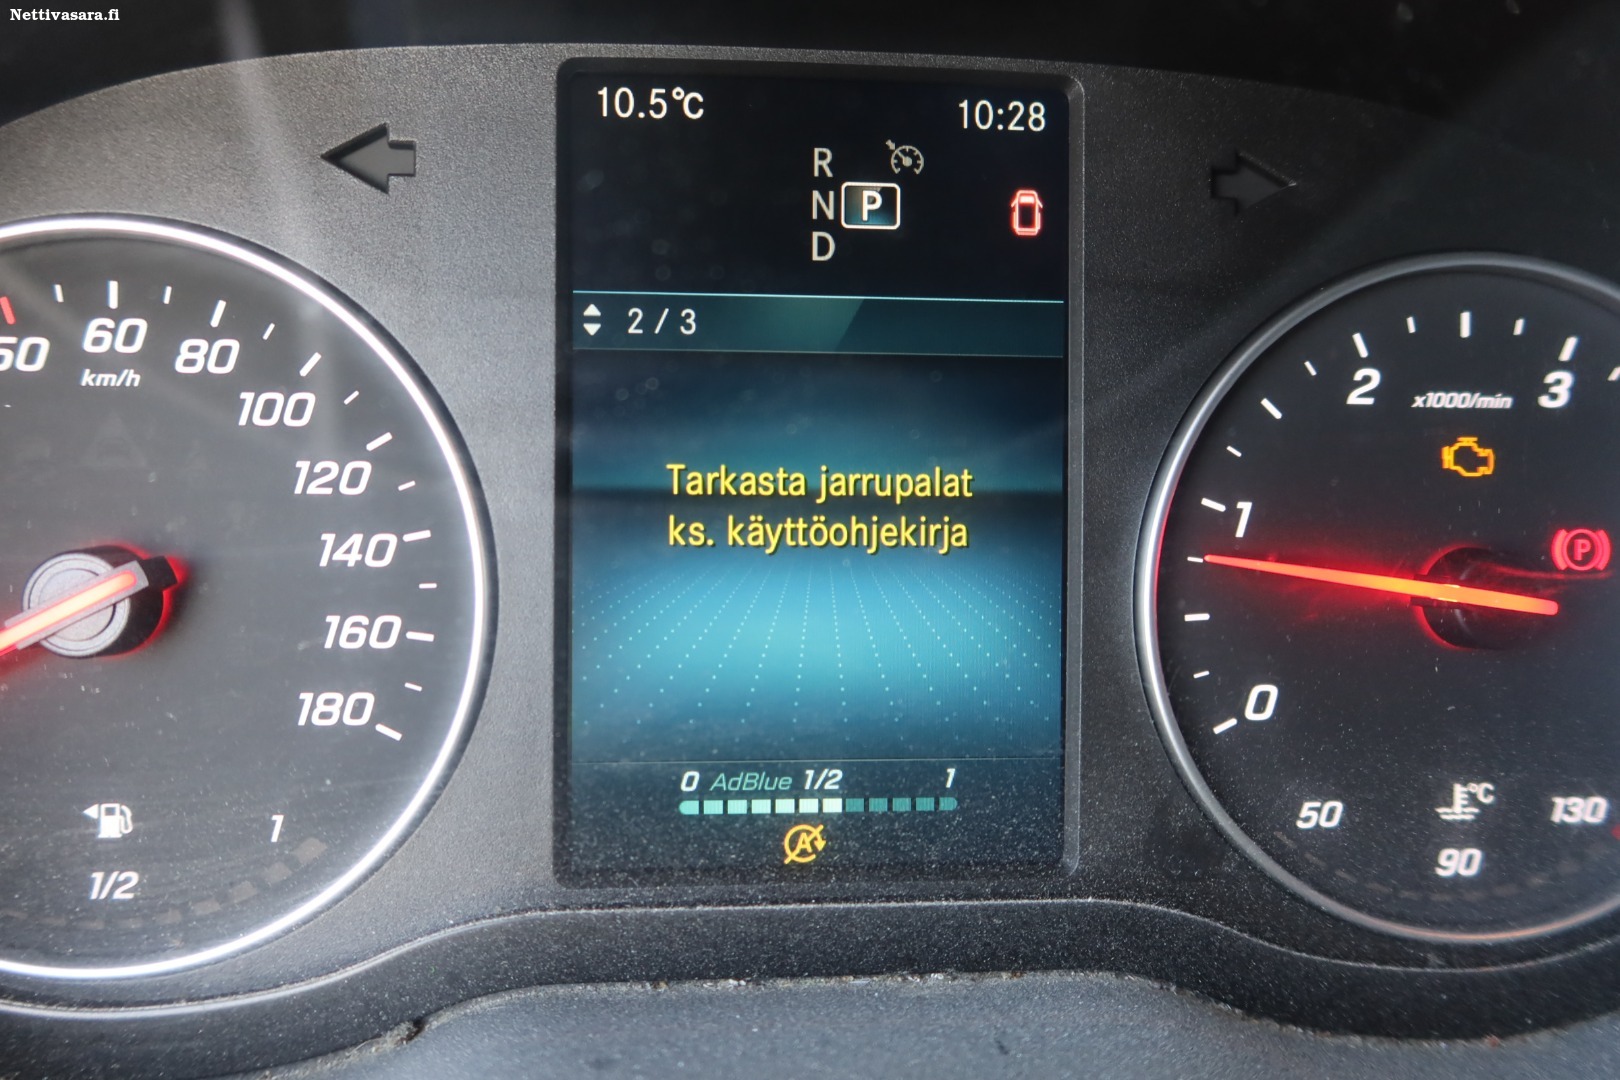 Nettivasara.fi
10.5°C
10:28
R
N
P
D
2 / 3
Tarkasta jarrupalat
ks. käyttöohjekirja
0 AdBlue 1/2 1
A
60
km/h
80
100
120
140
160
180
1/2
1
0
1
2
3
x1000/min
P
50
°C
130
90